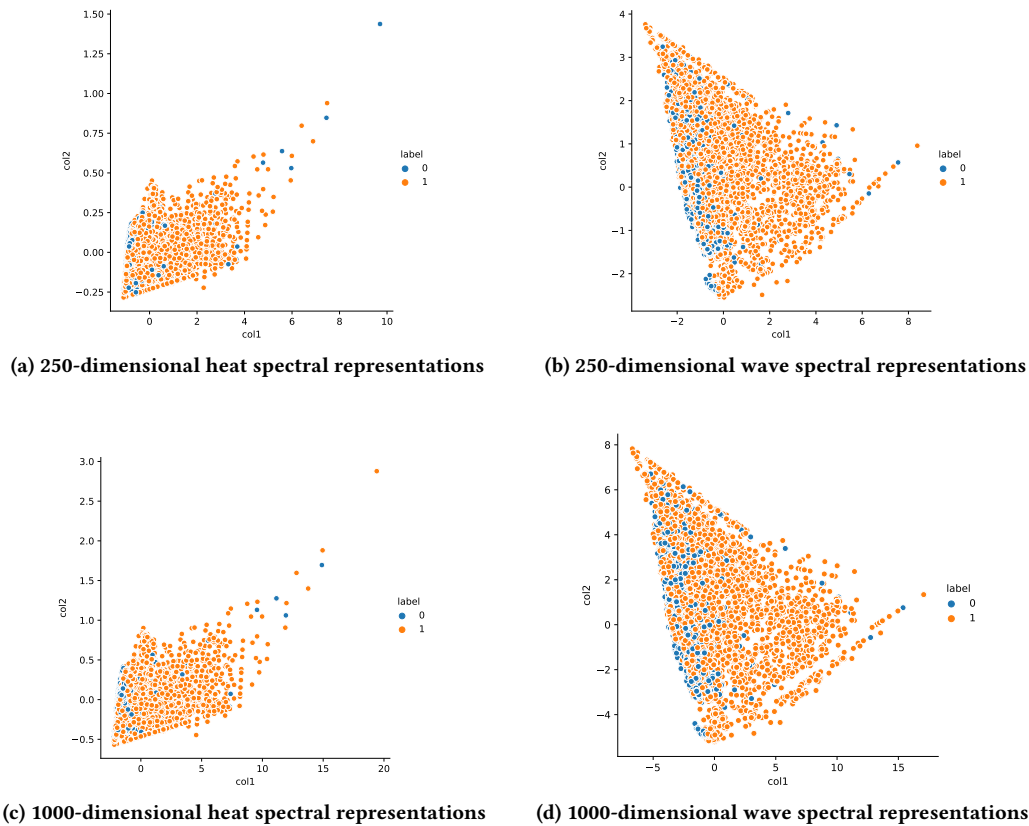 1.50
1.25
1.00
0.75
0.50
0.25
0.00
−0.25
col2
0 2 4 6 8 10
col1
label
0
1
(a) 250-dimensional heat spectral representations
4
3
2
1
0
−1
−2
col2
−2 0 2 4 6 8
col1
label
0
1
(b) 250-dimensional wave spectral representations
3.0
2.5
2.0
1.5
1.0
0.5
0.0
−0.5
col2
0 5 10 15 20
col1
label
0
1
(c) 1000-dimensional heat spectral representations
8
6
4
2
0
−2
−4
col2
−5 0 5 10 15
col1
label
0
1
(d) 1000-dimensional wave spectral representations